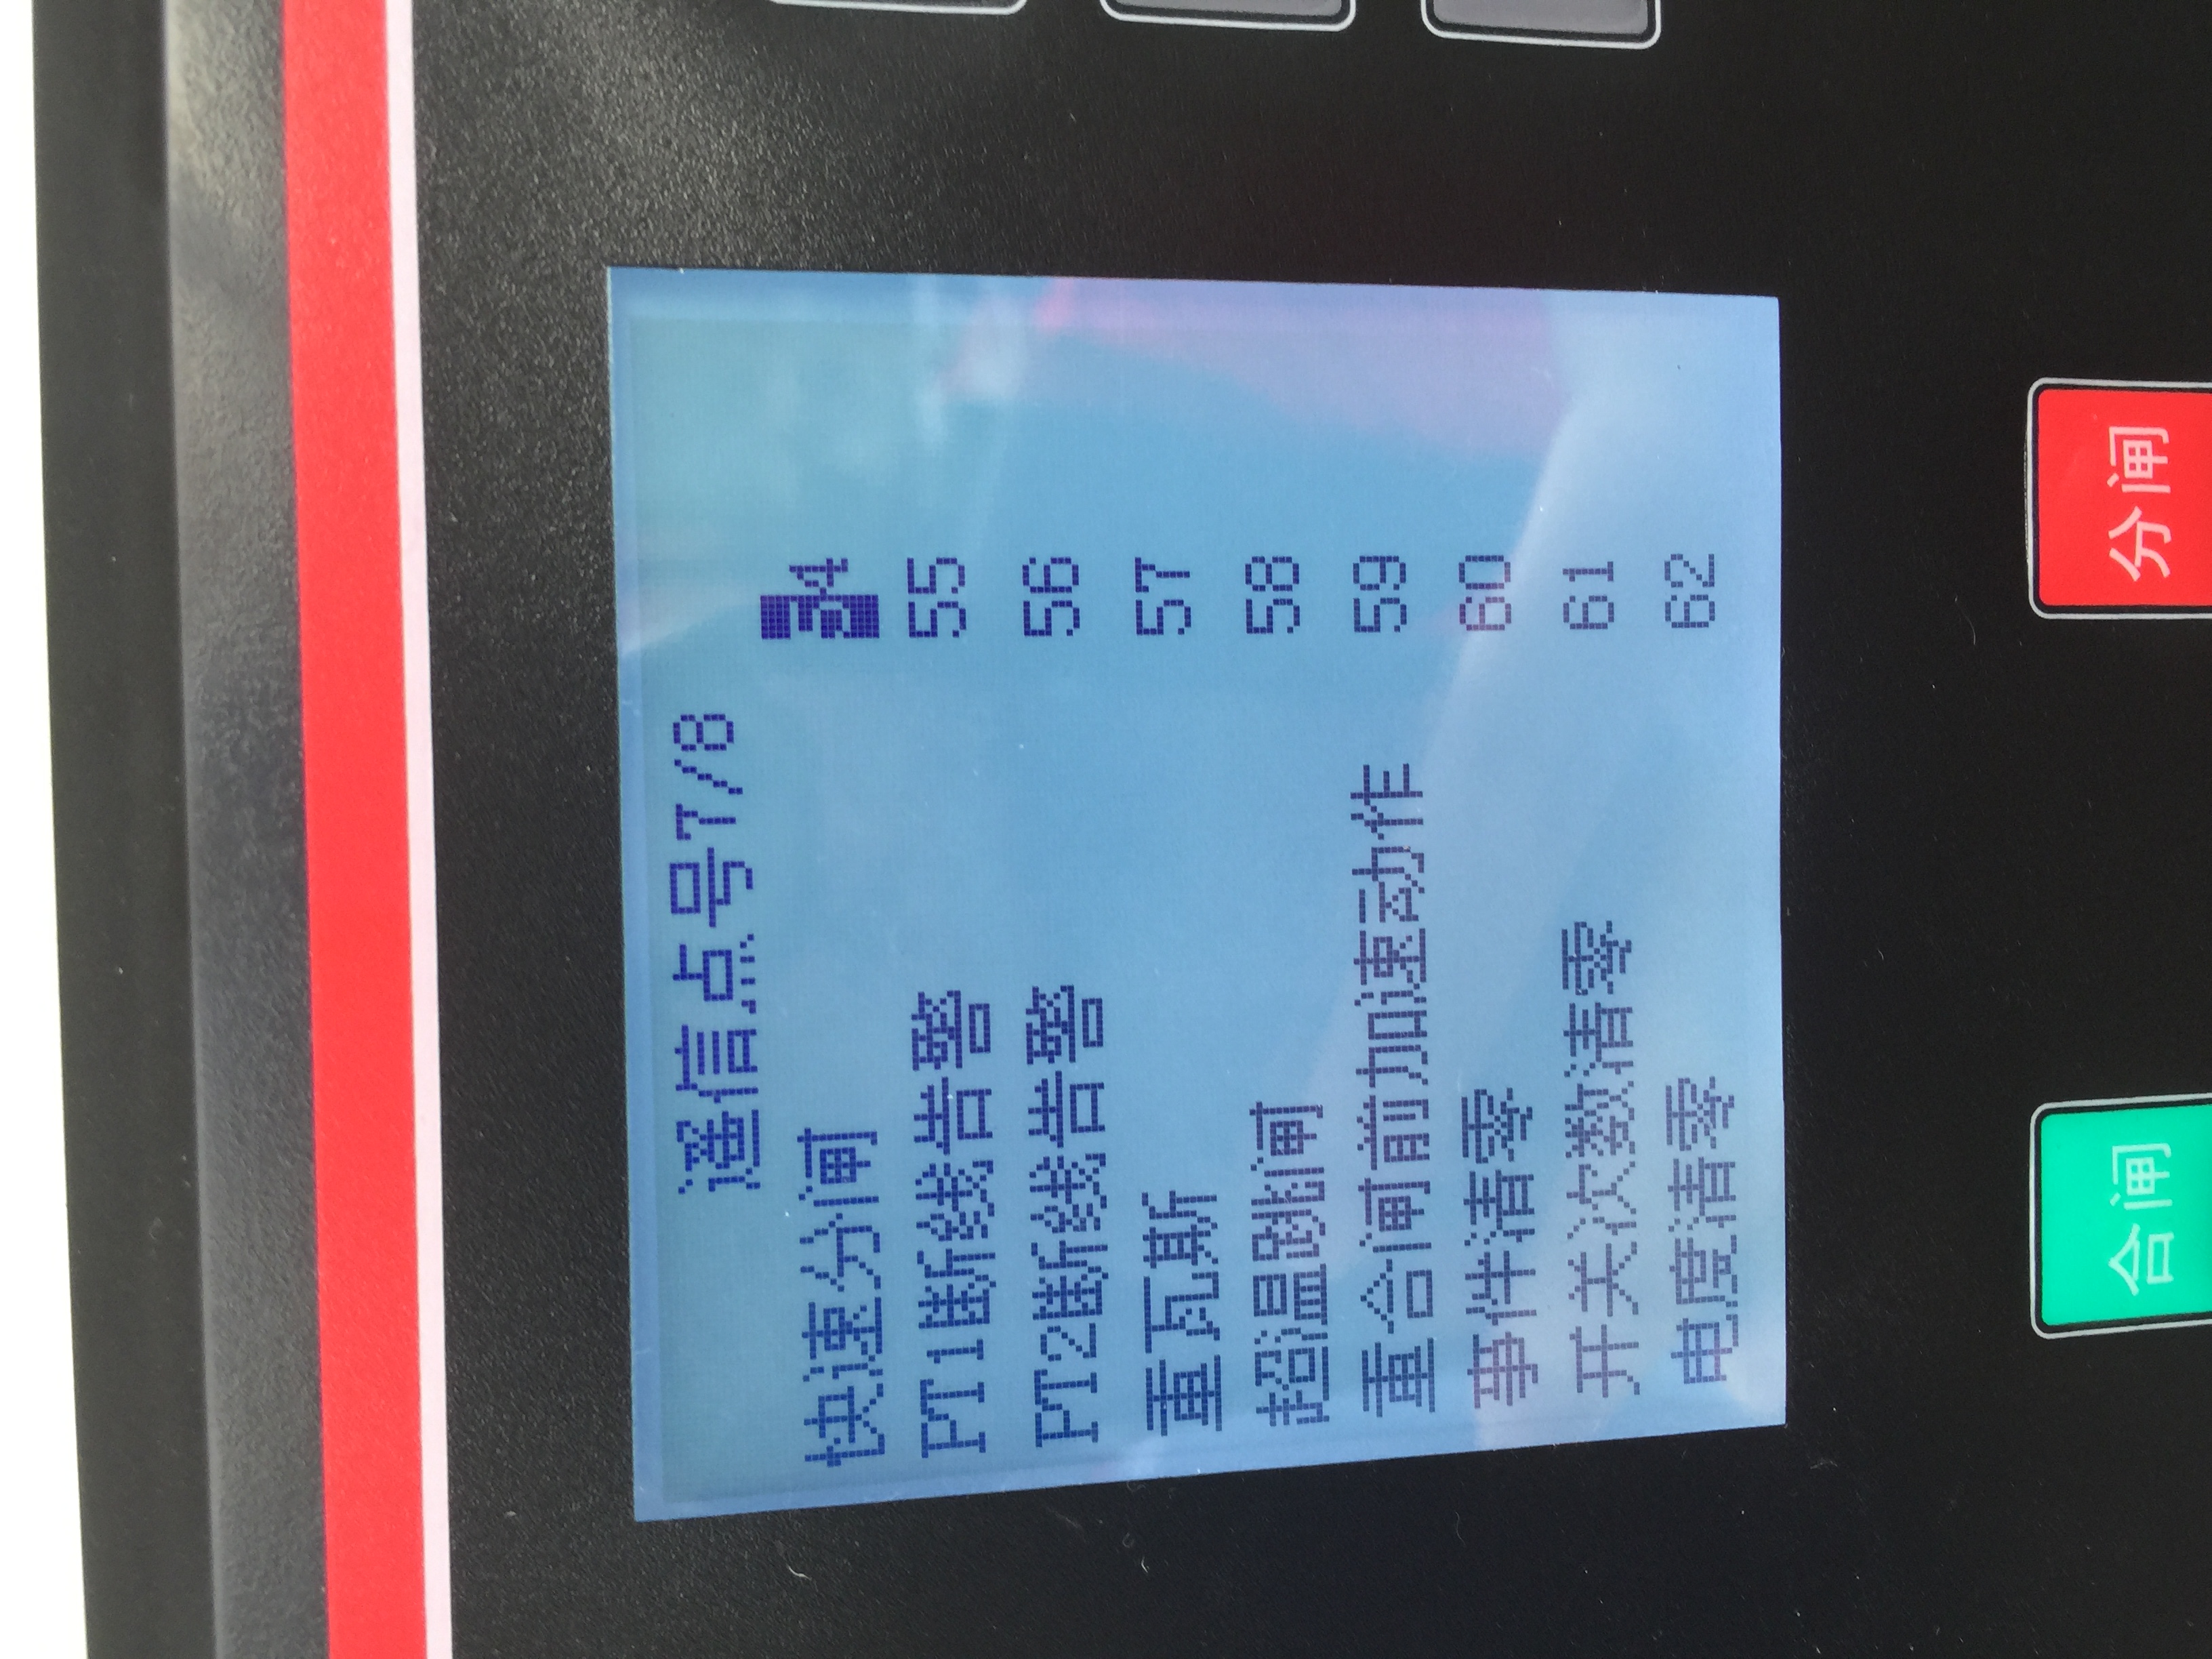 遥信点号7/8
快速分闸 54
PT1断线告警 55
PT2断线告警 56
重瓦斯 57
超温跳闸 58
重合闸前加速动作 59
事件清零 60
开关次数清零 61
电度清零 62
合闸
分闸